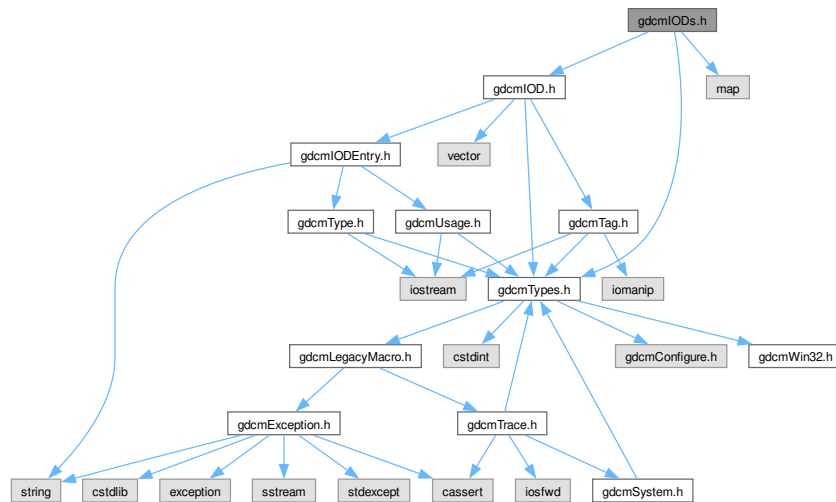 gdcmIODs.h
gdcmIOD.h
map
gdcmIODEntry.h
vector
gdcmType.h
gdcmUsage.h
gdcmTag.h
iostream
gdcmTypes.h
iomanip
gdcmLegacyMacro.h
cstdint
gdcmConfigure.h
gdcmWin32.h
gdcmException.h
gdcmTrace.h
string
cstdlib
exception
sstream
stdexcept
cassert
iosfwd
gdcmSystem.h